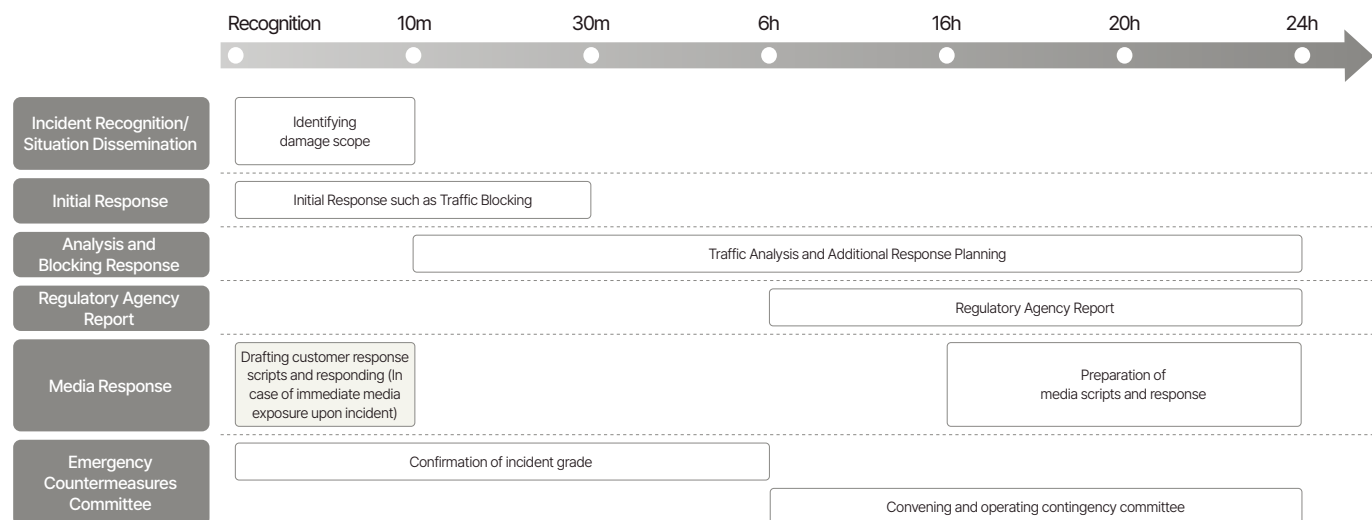 Recognition 10m 30m 6h 16h 20h 24h
Incident Recognition/
Situation Dissemination
Identifying
damage scope
Initial Response
Initial Response such as Traffic Blocking
Analysis and
Blocking Response
Traffic Analysis and Additional Response Planning
Regulatory Agency
Report
Regulatory Agency Report
Media Response
Drafting customer response
scripts and responding (In
case of immediate media
exposure upon incident)
Preparation of
media scripts and response
Emergency
Countermeasures
Committee
Confirmation of incident grade
Convening and operating contingency committee